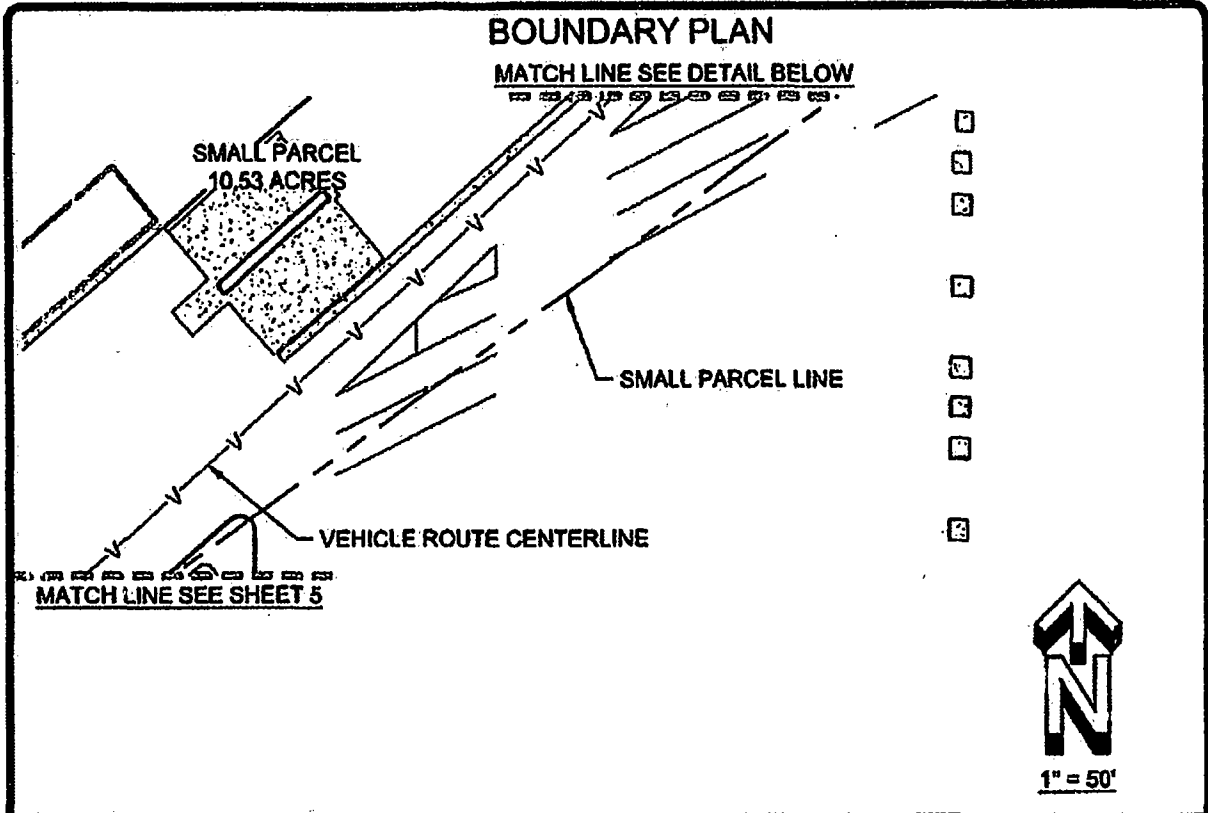 BOUNDARY PLAN
MATCH LINE SEE DETAIL BELOW
SMALL PARCEL
10.53 ACRES
V
V
V
V
V
V
V
V
V
SMALL PARCEL LINE
VEHICLE ROUTE CENTERLINE
MATCH LINE SEE SHEET 5
N
1" = 50'